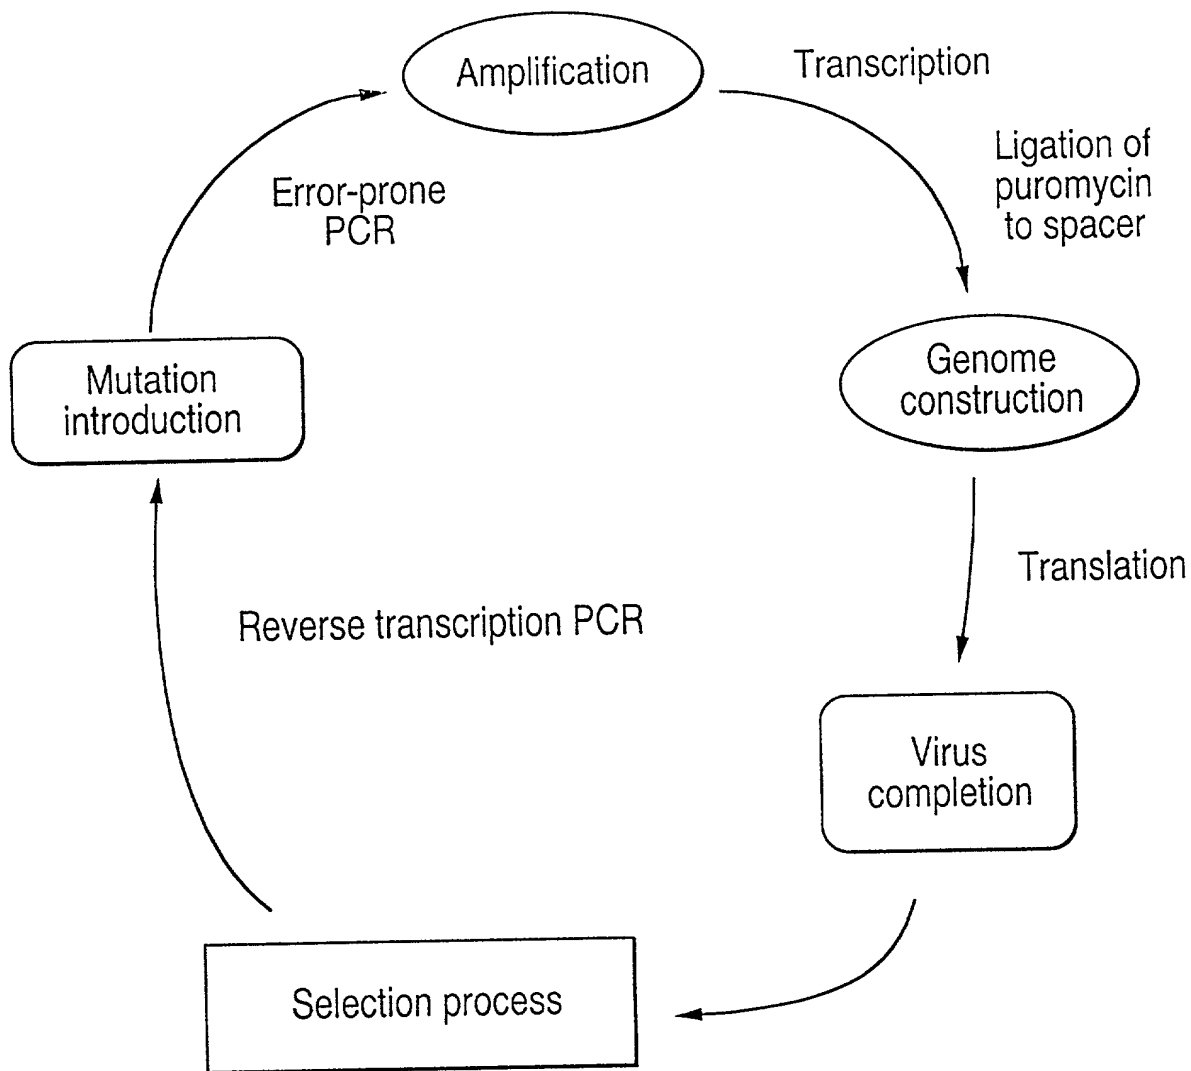 Amplification
Transcription
Ligation of
puromycin
to spacer
Error-prone
PCR
Genome
construction
Mutation
introduction
Translation
Reverse transcription PCR
Virus
completion
Selection process